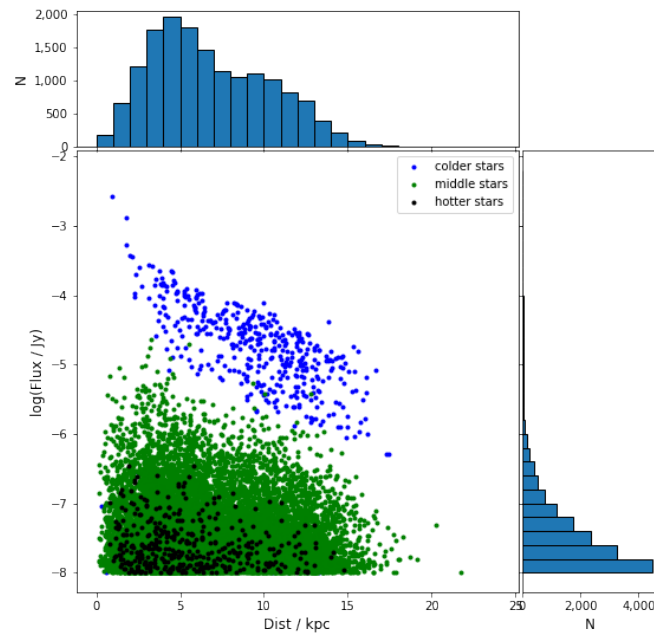 2,000
1,500
1,000
500
0
N
colder stars
middle stars
hotter stars
−2
−3
−4
−5
−6
−7
−8
log(Flux / Jy)
0 5 10 15 20 25
Dist / kpc
0 2,000 4,000
N